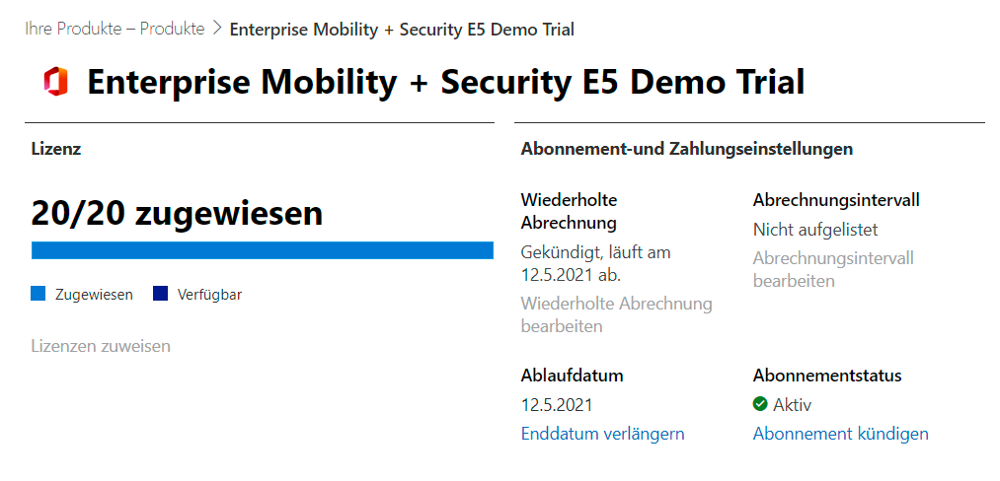 Ihre Produkte – Produkte > Enterprise Mobility + Security E5 Demo Trial
Enterprise Mobility + Security E5 Demo Trial
Lizenz
20/20 zugewiesen
Zugewiesen Verfügbar
Lizenzen zuweisen
Abonnement-und Zahlungseinstellungen
Wiederholte
Abrechnung
Gekündigt, läuft am
12.5.2021 ab.
Wiederholte Abrechnung
bearbeiten
Abrechnungsintervall
Nicht aufgelistet
Abrechnungsintervall
bearbeiten
Ablaufdatum
12.5.2021
Enddatum verlängern
Abonnementstatus
Aktiv
Abonnement kündigen